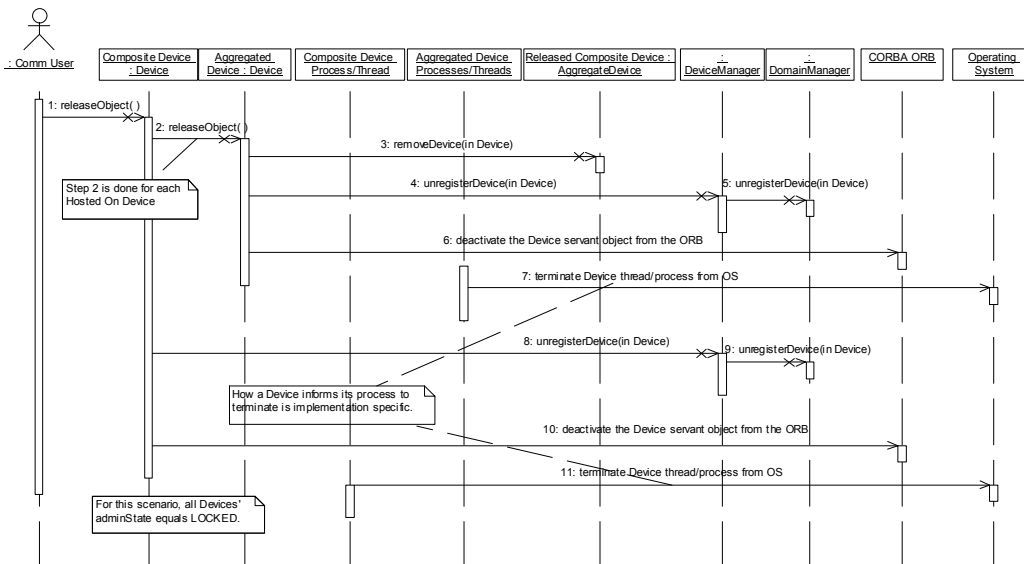 : Comm User
Composite Device
: Device
Aggregated
Device : Device
Composite Device
Process/Thread
Aggregated Device
Processes/Threads
Released Composite Device :
AggregateDevice
:
DeviceManager
:
DomainManager
CORBA ORB
Operating
System
1: releaseObject( )
2: releaseObject( )
3: removeDevice(in Device)
4: unregisterDevice(in Device)
5: unregisterDevice(in Device)
Step 2 is done for each
Hosted On Device
6: deactivate the Device servant object from the ORB
7: terminate Device thread/process from OS
8: unregisterDevice(in Device)
9: unregisterDevice(in Device)
How a Device informs its process to
terminate is implementation specific.
10: deactivate the Device servant object from the ORB
11: terminate Device thread/process from OS
For this scenario, all Devices'
adminState equals LOCKED.